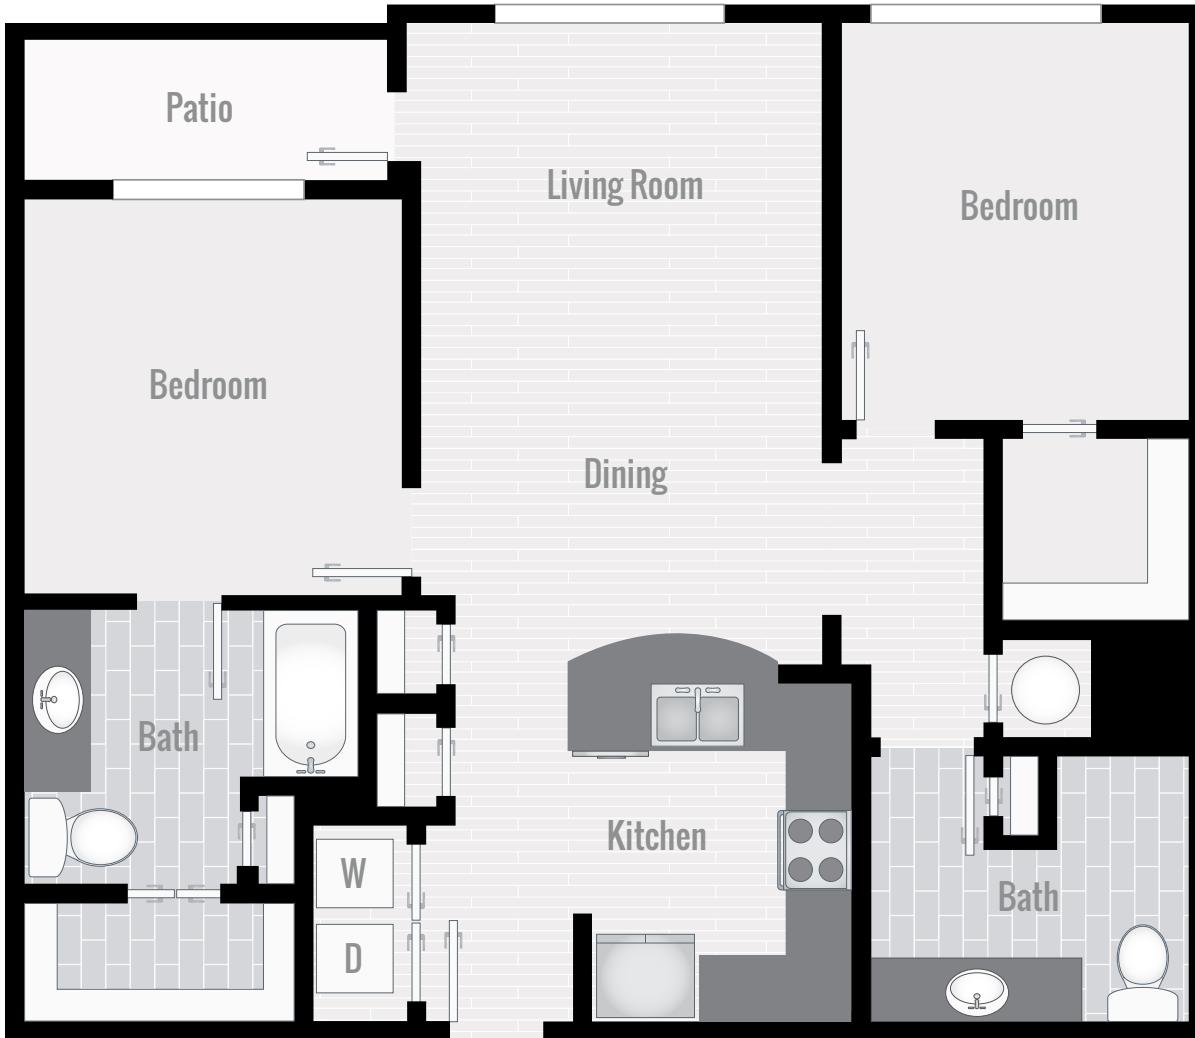 Patio
Living Room
Bedroom
Bedroom
Dining
Bath
Kitchen
W
Bath
D